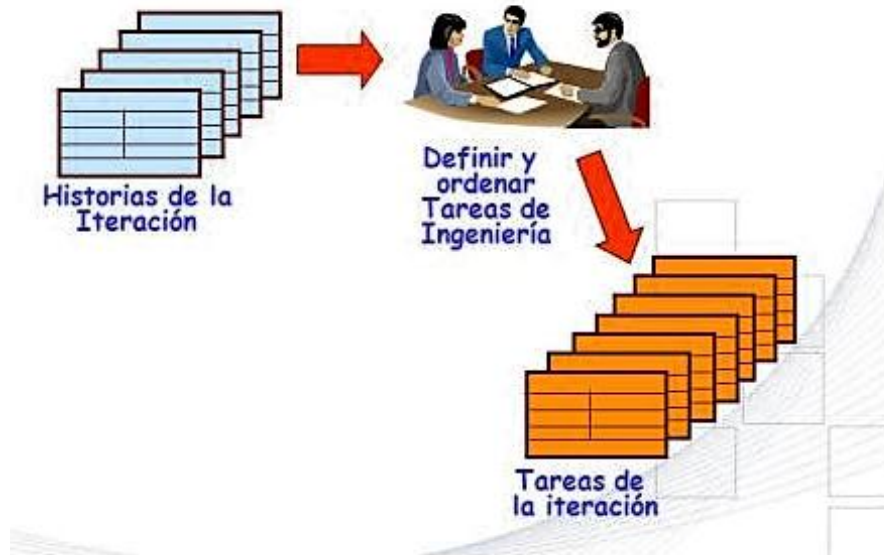 Historias de la
Iteración
Definir y
ordenar
Tareas de
Ingeniería
Tareas de
la iteración